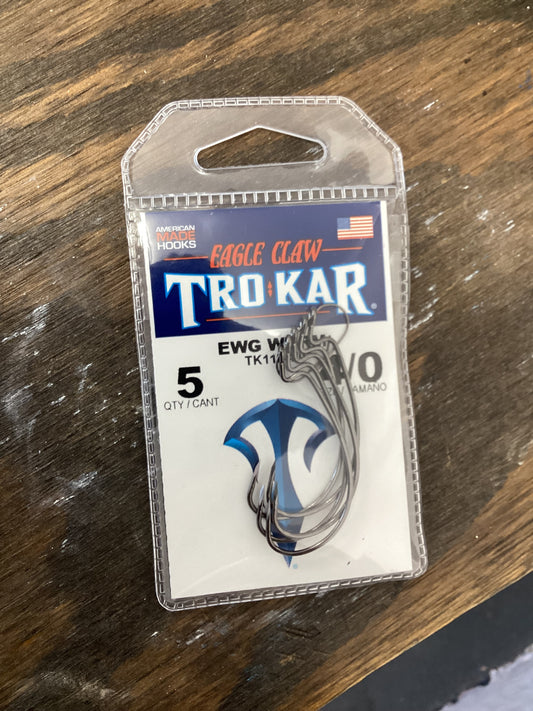 AMERICAN
MADE
HOOKS
EAGLE CLAW
TRO KAR®
EWG
5
QTY / CANT
®